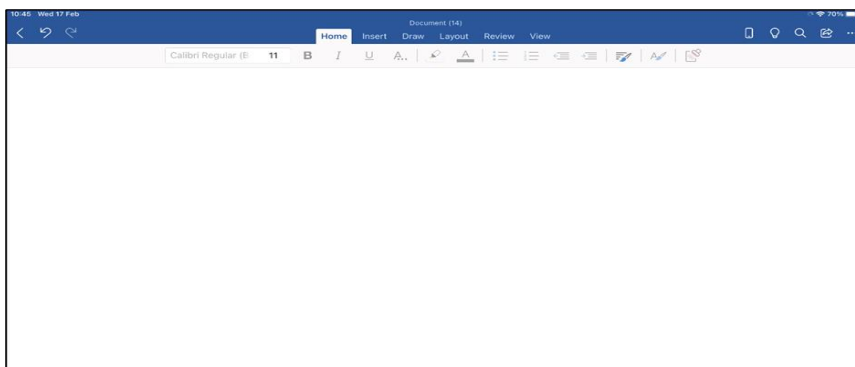 10:45 Wed 17 Feb
70%
Document (14)
Home Insert Draw Layout Review View
Calibri Regular (E 11 B I U A.. A